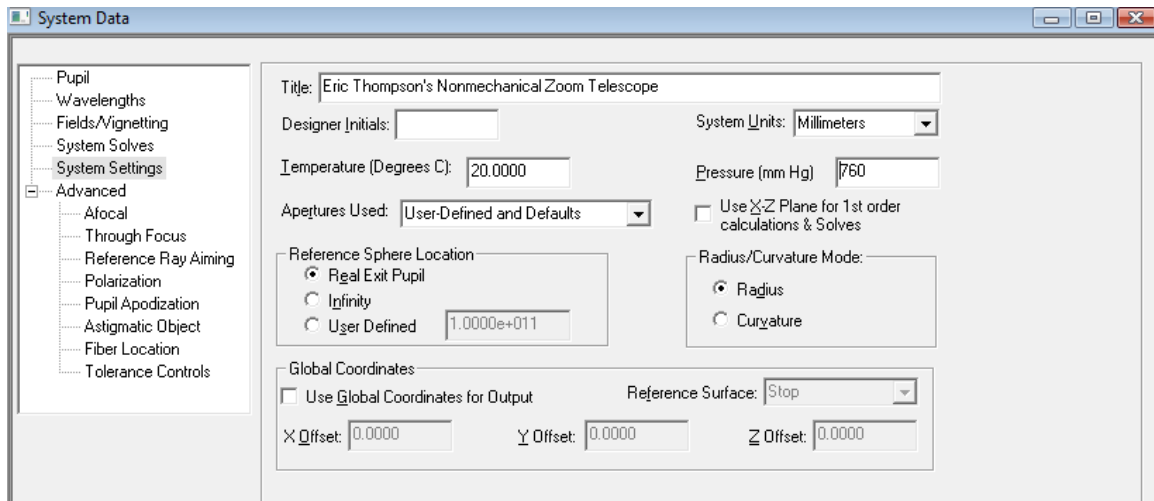 System Data
Pupil
Wavelengths
Fields/Vignetting
System Solves
System Settings
Advanced
Afocal
Through Focus
Reference Ray Aiming
Polarization
Pupil Apodization
Astigmatic Object
Fiber Location
Tolerance Controls
Title: Eric Thompson's Nonmechanical Zoom Telescope
Designer Initials: System Units: Millimeters
Temperature (Degrees C): 20.0000 Pressure (mm Hg) 760
Apertures Used: User-Defined and Defaults Use X-Z Plane for 1st order
calculations & Solves
Reference Sphere Location
Real Exit Pupil
Infinity
User Defined 1.0000e+011
Radius/Curvature Mode:
Radius
Curvature
Global Coordinates
Use Global Coordinates for Output Reference Surface: Stop
X Offset: 0.0000 Y Offset: 0.0000 Z Offset: 0.0000